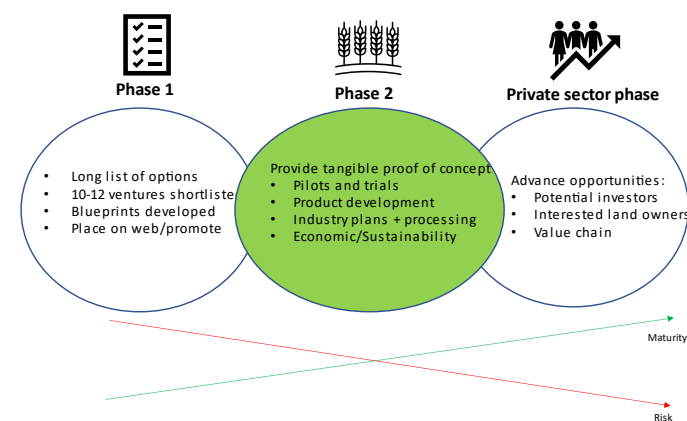 Phase 1
Phase 2
Private sector phase
• Long list of options
• 10-12 ventures shortliste
• Blueprints developed
• Place on web/promote
Provide tangible proof of concept
• Pilots and trials
• Product development
• Industry plans + processing
• Economic/Sustainability
Advance opportunities:
• Potential investors
• Interested land owners
• Value chain
Maturity
Risk